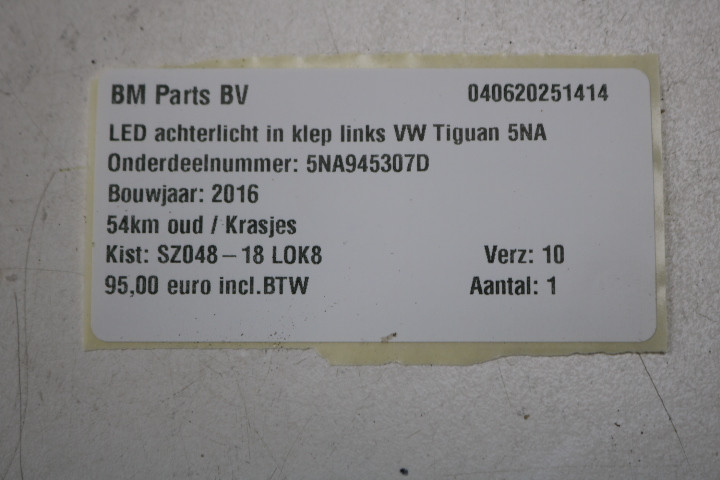 BM Parts BV 040620251414
LED achterlicht in klep links VW Tiguan 5NA
Onderdeelnummer: 5NA945307D
Bouwjaar: 2016
54km oud / Krasjes
Kist: SZ048 – 18 LOK8 Verz: 10
95,00 euro incl.BTW Aantal: 1